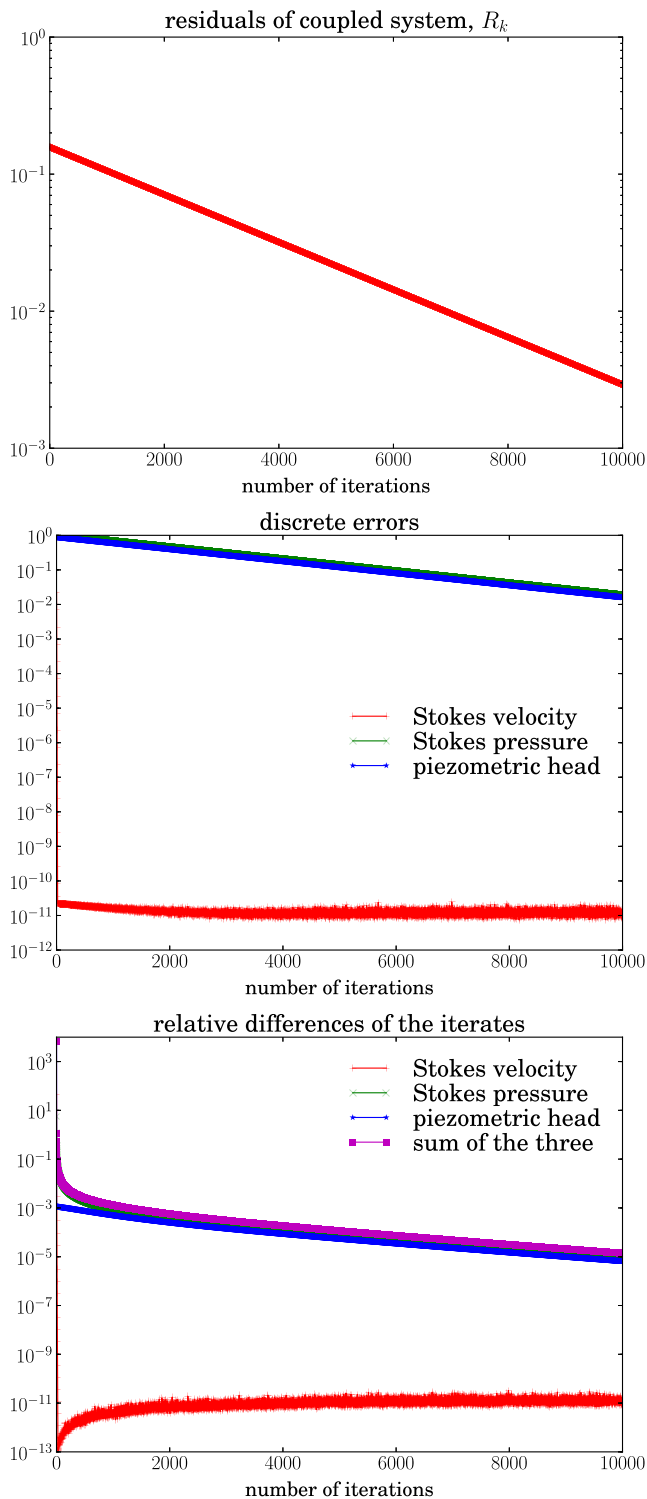 residuals of coupled system, $R_k$
10^0
10^{-1}
10^{-2}
10^{-3}
0 2000 4000 6000 8000 10000
number of iterations
discrete errors
10^0
10^{-1}
10^{-2}
10^{-3}
10^{-4}
10^{-5}
10^{-6}
10^{-7}
10^{-8}
10^{-9}
10^{-10}
10^{-11}
10^{-12}
Stokes velocity
Stokes pressure
piezometric head
0 2000 4000 6000 8000 10000
number of iterations
relative differences of the iterates
10^3
10^1
10^{-1}
10^{-3}
10^{-5}
10^{-7}
10^{-9}
10^{-11}
10^{-13}
Stokes velocity
Stokes pressure
piezometric head
sum of the three
0 2000 4000 6000 8000 10000
number of iterations